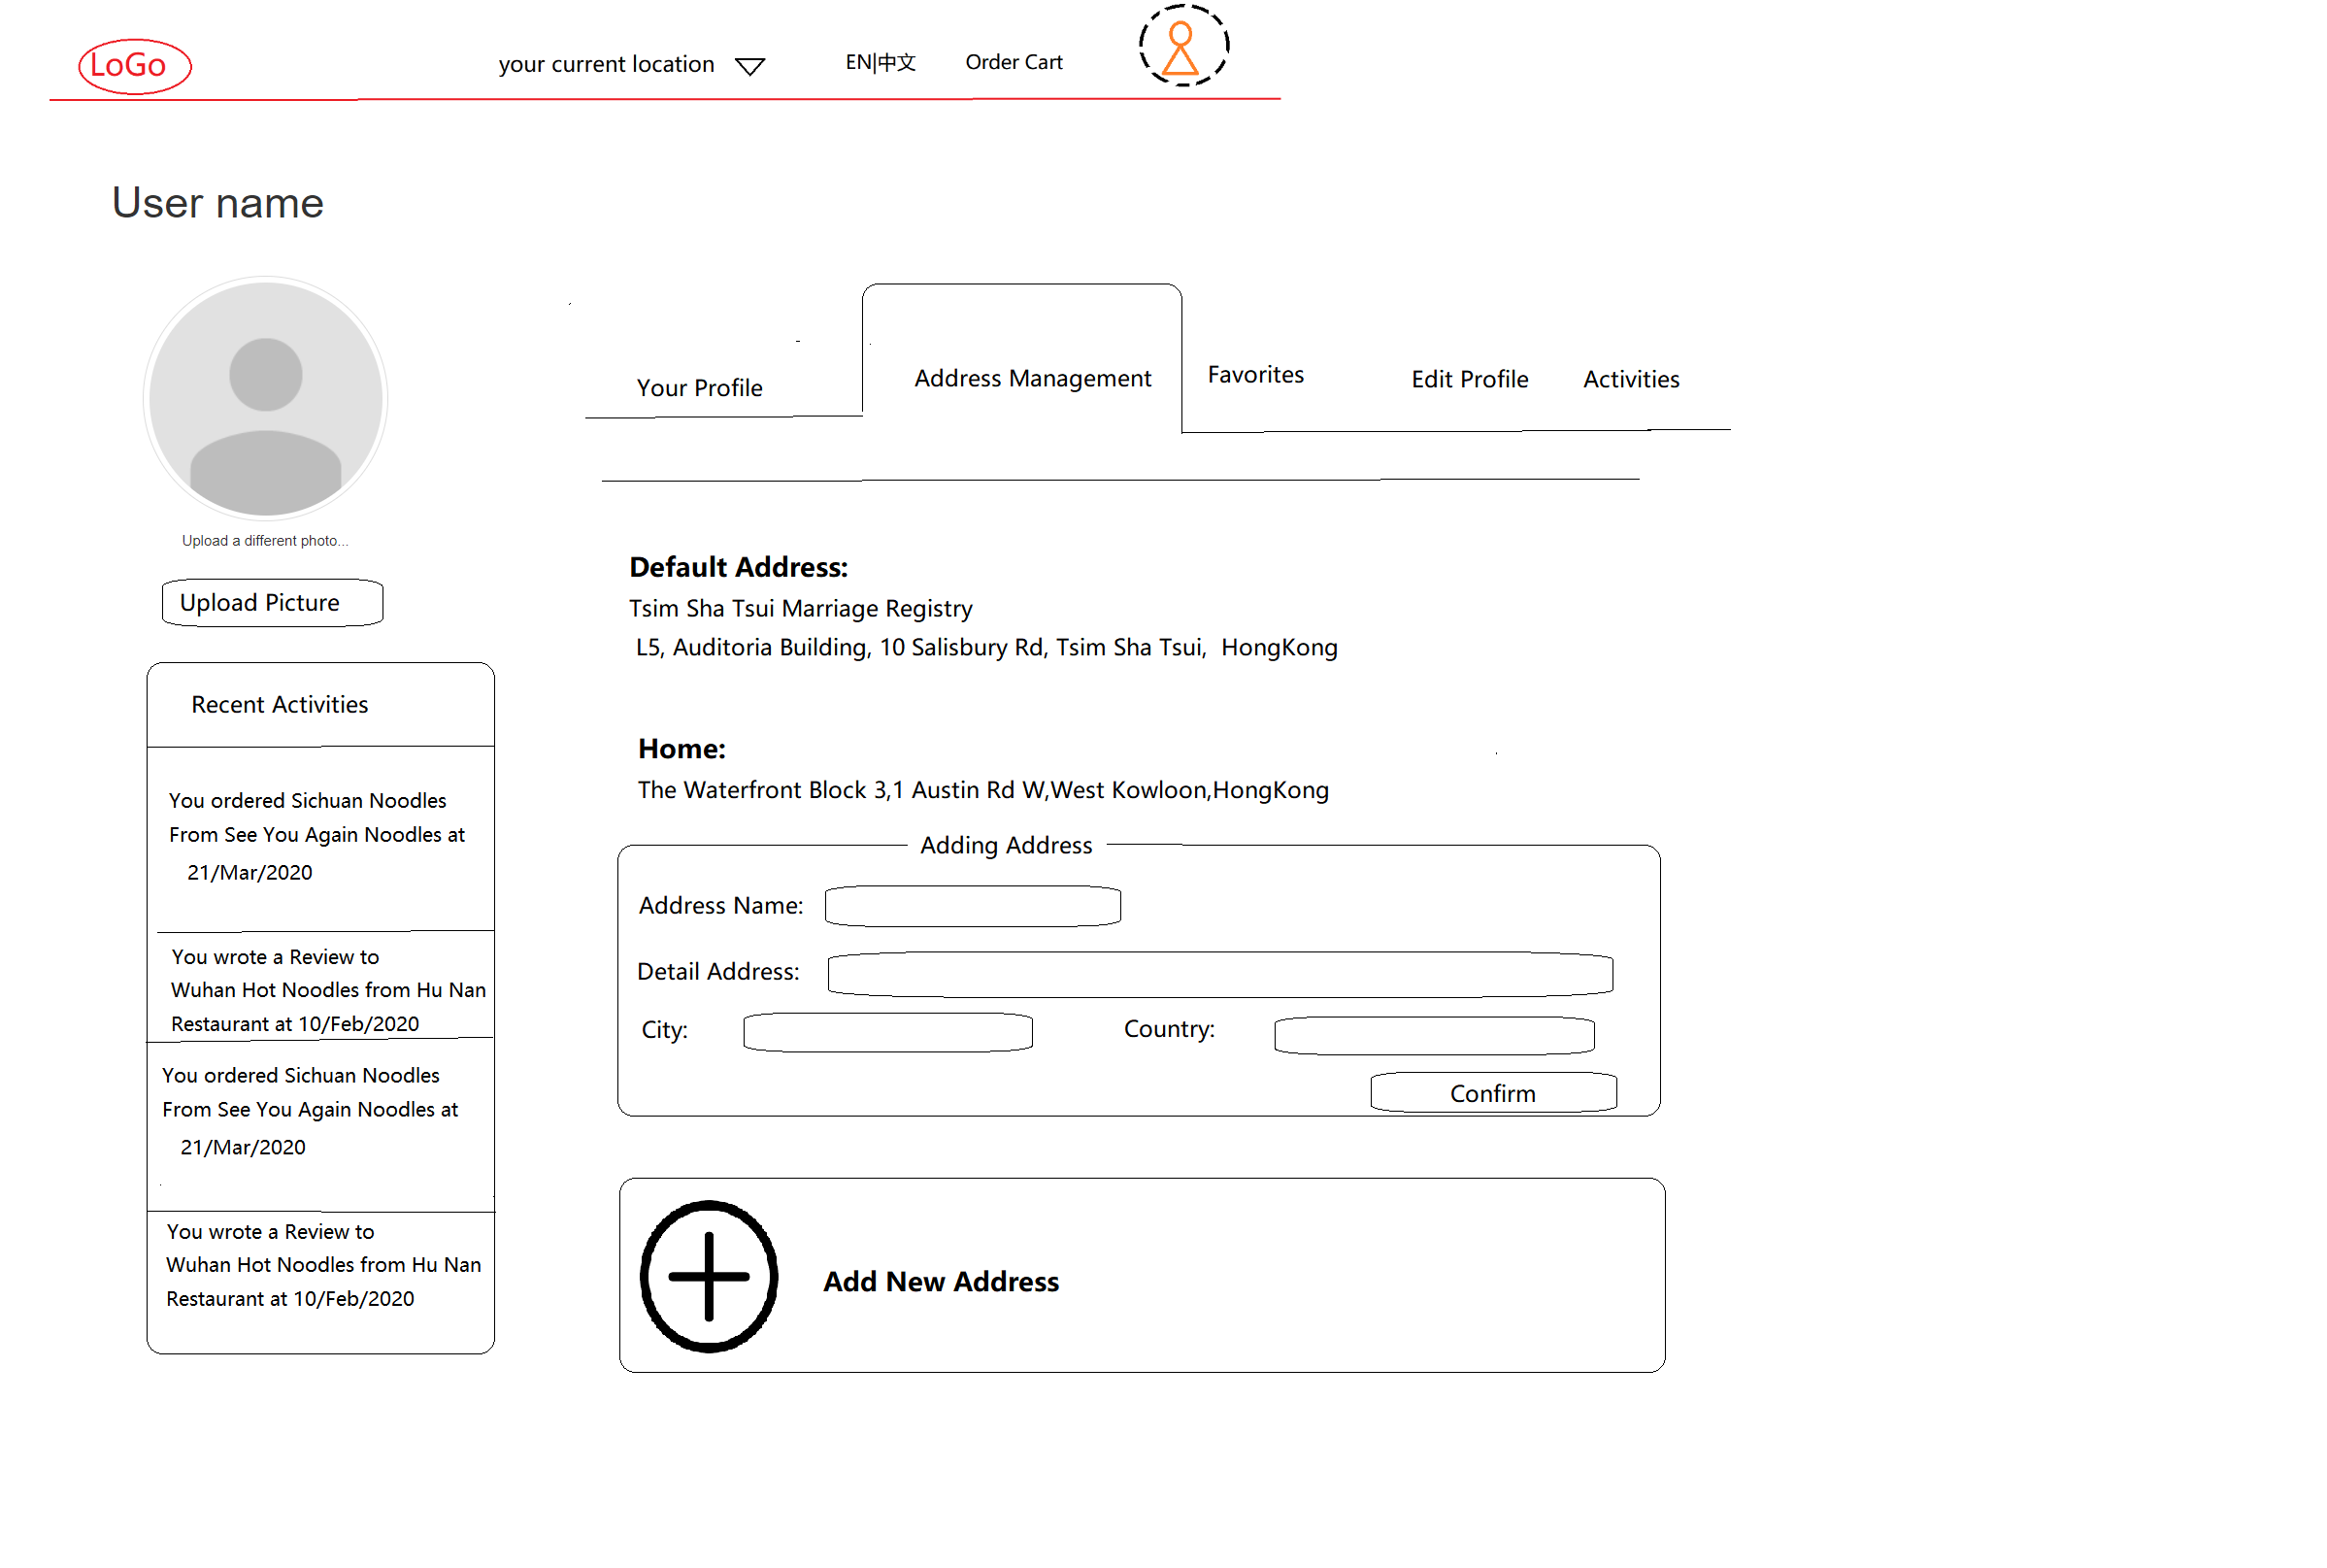 LoGo
your current location
EN|中文
Order Cart
User name
Upload a different photo...
Upload Picture
Recent Activities
You ordered Sichuan Noodles
From See You Again Noodles at
21/Mar/2020
You wrote a Review to
Wuhan Hot Noodles from Hu Nan
Restaurant at 10/Feb/2020
You ordered Sichuan Noodles
From See You Again Noodles at
21/Mar/2020
You wrote a Review to
Wuhan Hot Noodles from Hu Nan
Restaurant at 10/Feb/2020
Your Profile
Address Management
Favorites
Edit Profile
Activities
Default Address:
Tsim Sha Tsui Marriage Registry
L5, Auditoria Building, 10 Salisbury Rd, Tsim Sha Tsui,  HongKong
Home:
The Waterfront Block 3,1 Austin Rd W,West Kowloon,HongKong
Adding Address
Address Name:
Detail Address:
City:
Country:
Confirm
Add New Address